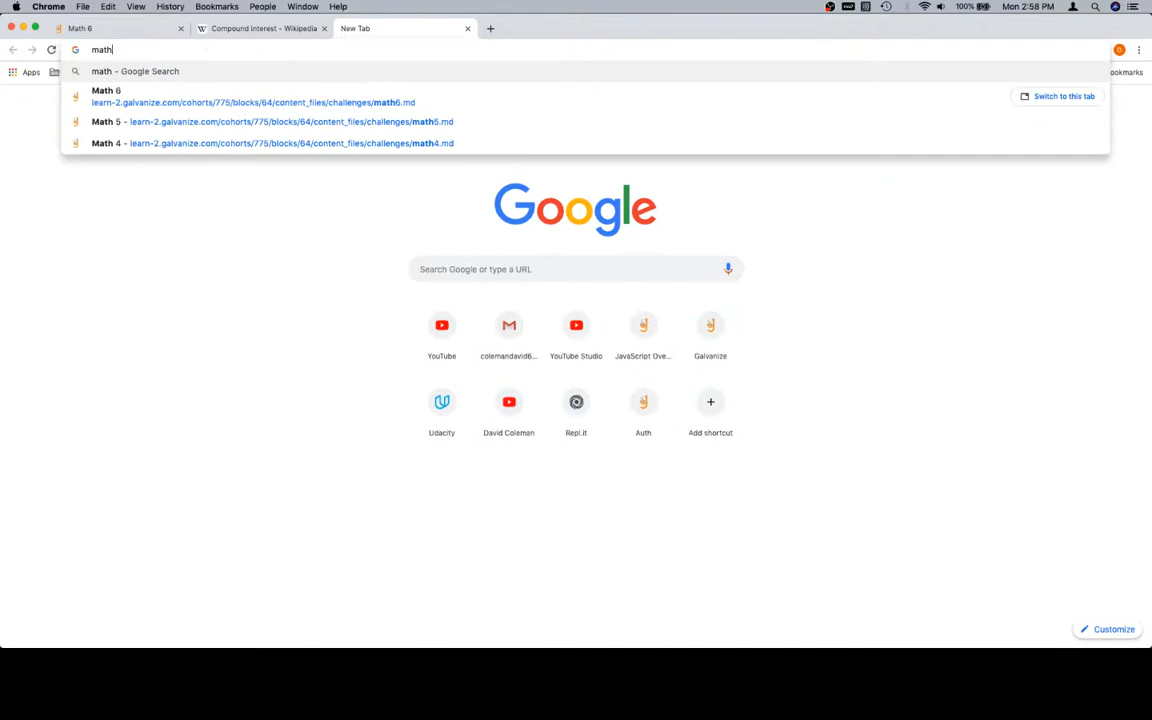 Chrome File Edit View History Bookmarks People Window Help 100% Mon 2:58 PM
Math 6 Compound interest – Wikipedia New Tab
math
Apps ookmarks
math – Google Search
Math 6
learn-2.galvanize.com/cohorts/775/blocks/64/content_files/challenges/math6.md
Switch to this tab
Math 5 – learn-2.galvanize.com/cohorts/775/blocks/64/content_files/challenges/math5.md
Math 4 – learn-2.galvanize.com/cohorts/775/blocks/64/content_files/challenges/math4.md
Google
Search Google or type a URL
YouTube colemandavid6... YouTube Studio JavaScript Ove... Galvanize
Udacity David Coleman Repl.it Auth Add shortcut
Customize